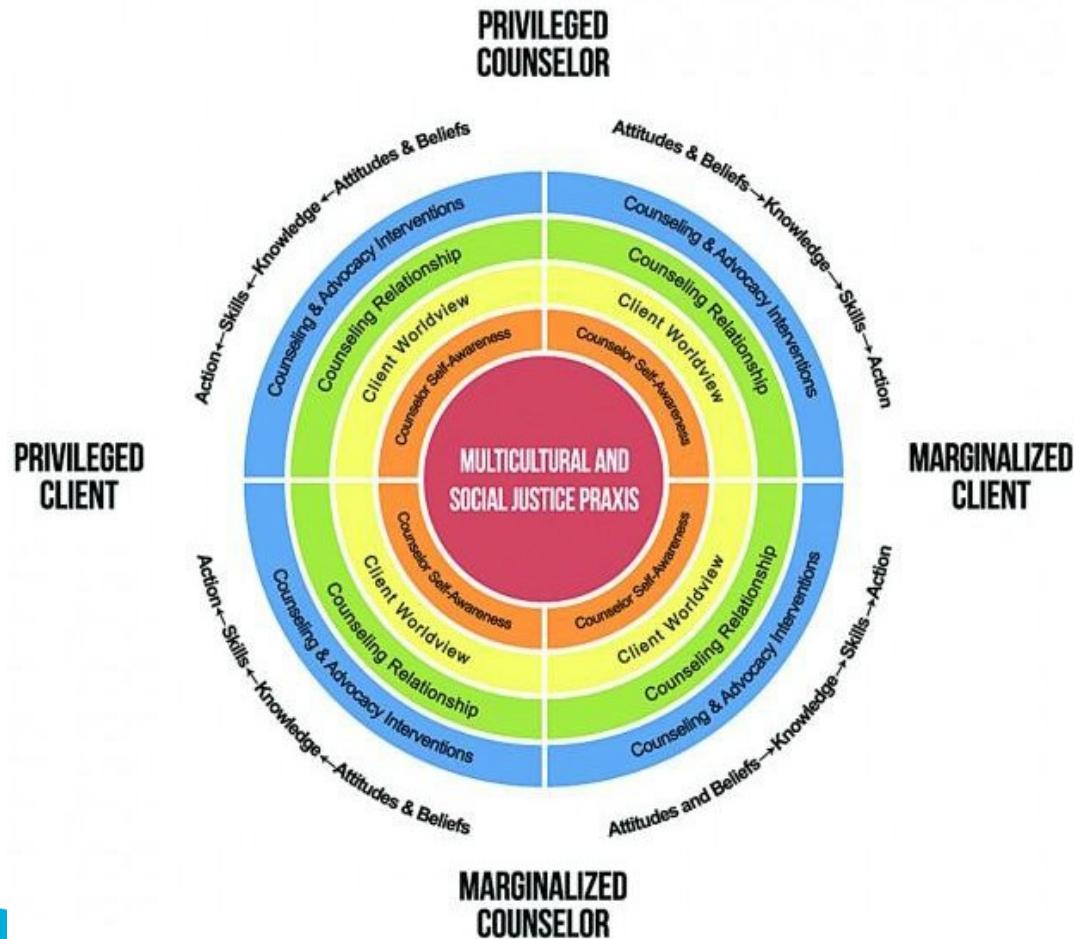 PRIVILEGED
COUNSELOR
Action←Skills←Knowledge←Attitudes & Beliefs
Attitudes & Beliefs→Knowledge→Skills→Action
Counseling & Advocacy Interventions
Counseling & Advocacy Interventions
Counseling Relationship
Counseling Relationship
Client Worldview
Client Worldview
Counselor Self-Awareness
Counselor Self-Awareness
PRIVILEGED
CLIENT
MULTICULTURAL AND
SOCIAL JUSTICE PRAXIS
MARGINALIZED
CLIENT
Counselor Self-Awareness
Counselor Self-Awareness
Client Worldview
Client Worldview
Counseling Relationship
Counseling Relationship
Counseling & Advocacy Interventions
Counseling & Advocacy Interventions
Action←Skills←Knowledge←Attitudes & Beliefs
Attitudes and Beliefs→Knowledge→Skills→Action
MARGINALIZED
COUNSELOR